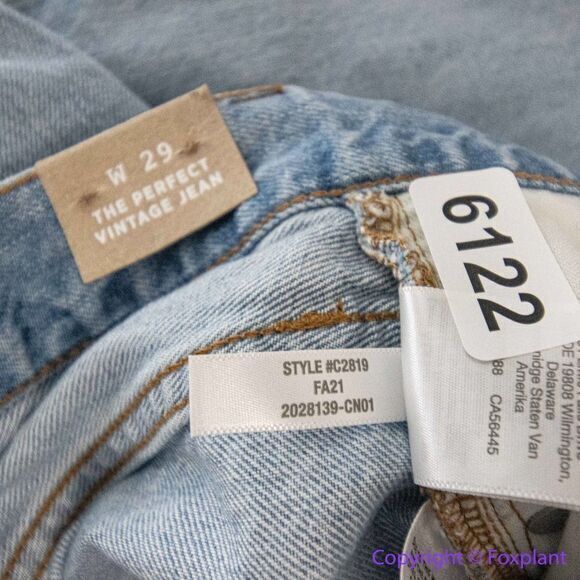 W 29
THE PERFECT
VINTAGE JEAN
6122
STYLE #C2819
FA21
2028139-CN01
DE 19808 Wilmington,
Delaware
Staten Van
Amerika
88 CA56445
Copyright © Foxplant